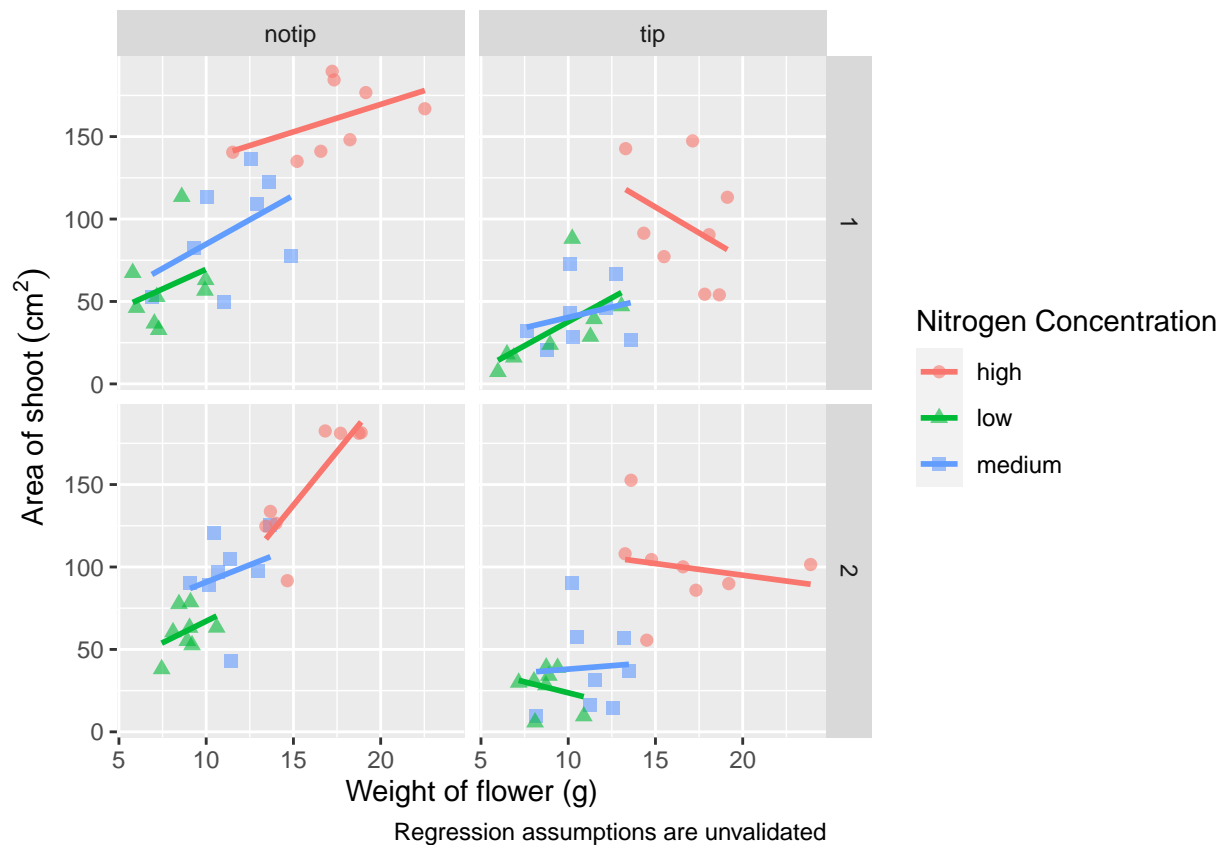 notip
tip
150
100
50
0
1
150
100
50
0
2
5
10
15
20
5
10
15
20
Area of shoot (cm²)
Weight of flower (g)
Regression assumptions are unvalidated
Nitrogen Concentration
high
low
medium